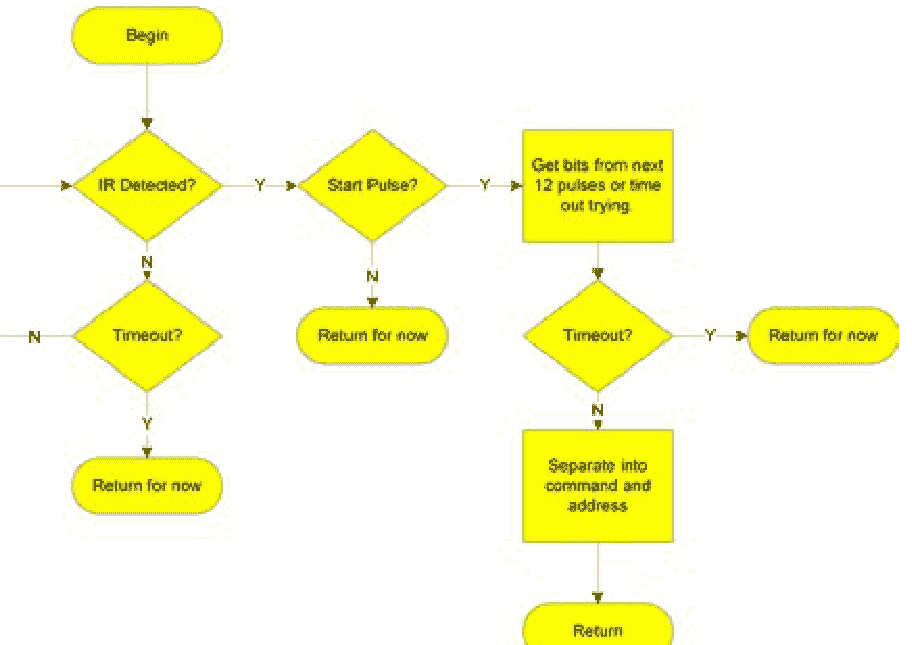 Begin
IR Detected?
Y
Start Pulse?
Y
Get bits from next
12 pulses or time
out trying.
N
N
Timeout?
N
Return for now
Timeout?
Y
Return for now
Y
N
Return for now
Separate into
command and
address
Return